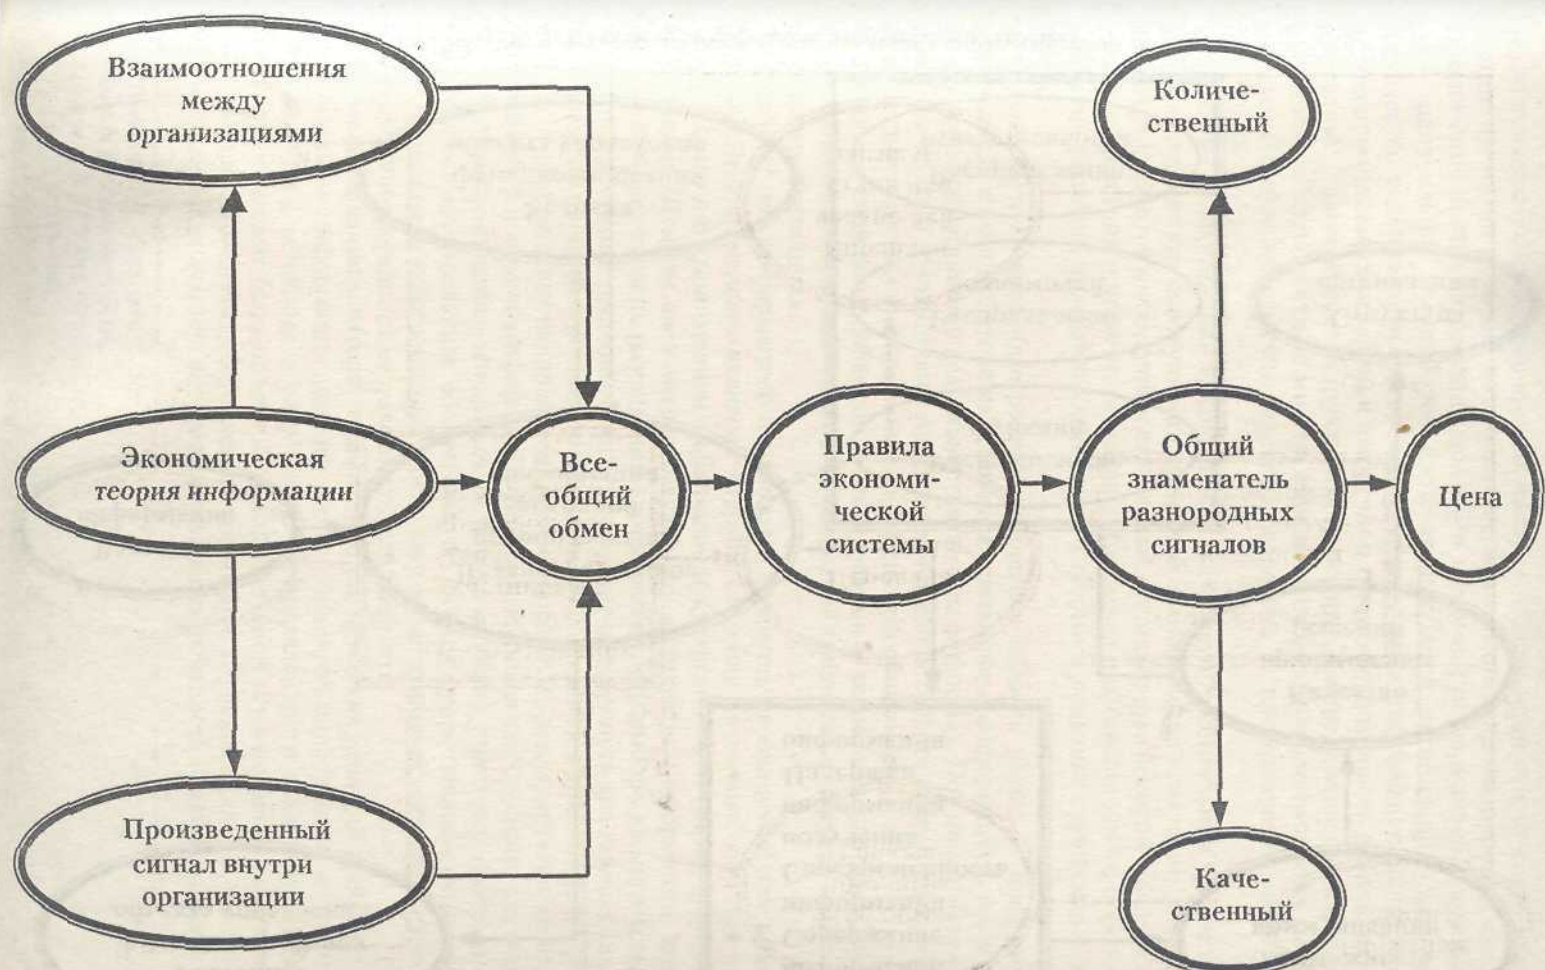 Взаимоотношения
между
организациями
Количе-
ственный
Экономическая
теория информации
Все-
общий
обмен
Правила
экономи-
ческой
системы
Общий
знаменатель
разнородных
сигналов
Цена
Произведенный
сигнал внутри
организации
Каче-
ственный